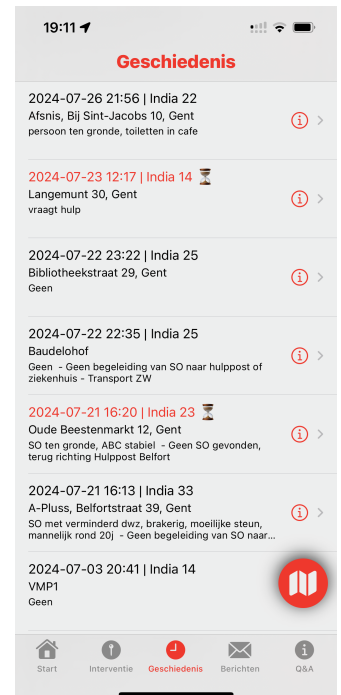 19:11
Geschiedenis
2024-07-26 21:56 | India 22
Afsnis, Bij Sint-Jacobs 10, Gent
persoon ten gronde, toiletten in cafe
2024-07-23 12:17 | India 14 ⏳
Langemunt 30, Gent
vraagt hulp
2024-07-22 23:22 | India 25
Bibliotheekstraat 29, Gent
Geen
2024-07-22 22:35 | India 25
Baudelohof
Geen - Geen begeleiding van SO naar hulppost of
ziekenhuis - Transport ZW
2024-07-21 16:20 | India 23 ⏳
Oude Beestenmarkt 12, Gent
SO ten gronde, ABC stabiel - Geen SO gevonden,
terug richting Hulppost Belfort
2024-07-21 16:13 | India 33
A-Pluss, Belfortstraat 39, Gent
SO met verminderd dwz, brakerig, moeilijke steun,
mannelijk rond 20j - Geen begeleiding van SO naar...
2024-07-03 20:41 | India 14
VMP1
Geen
Start Interventie Geschiedenis Berichten Q&A